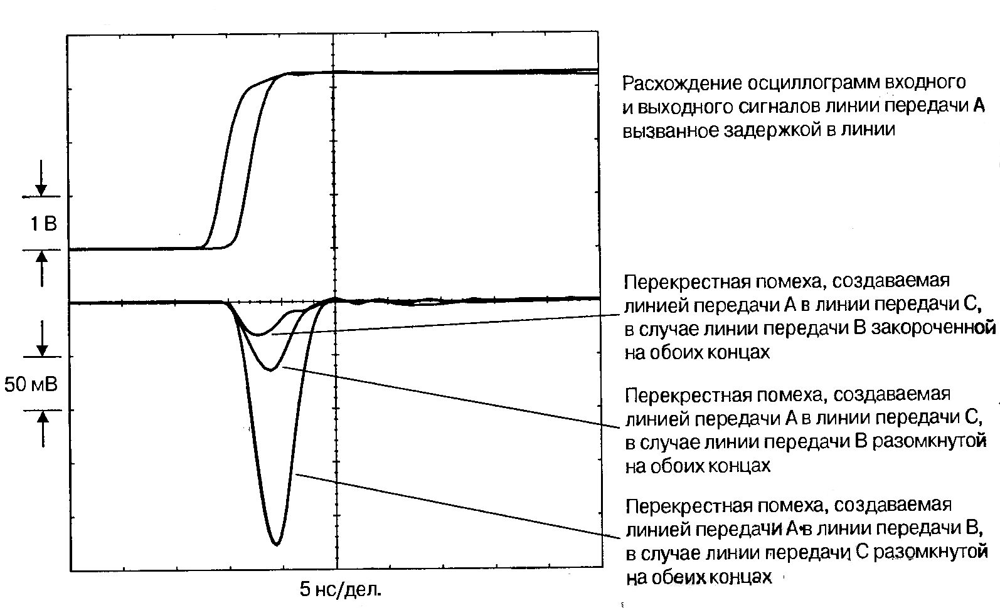 Расхождение осциллограмм входного
и выходного сигналов линии передачи А
вызванное задержкой в линии
1 В
Перекрестная помеха, создаваемая
линией передачи А в линии передачи С,
в случае линии передачи В закороченной
на обоих концах
50 мВ
Перекрестная помеха, создаваемая
линией передачи А в линии передачи С,
в случае линии передачи В разомкнутой
на обоих концах
Перекрестная помеха, создаваемая
линией передачи А в линии передачи В,
в случае линии передачи С разомкнутой
на обеих концах
5 нс/дел.